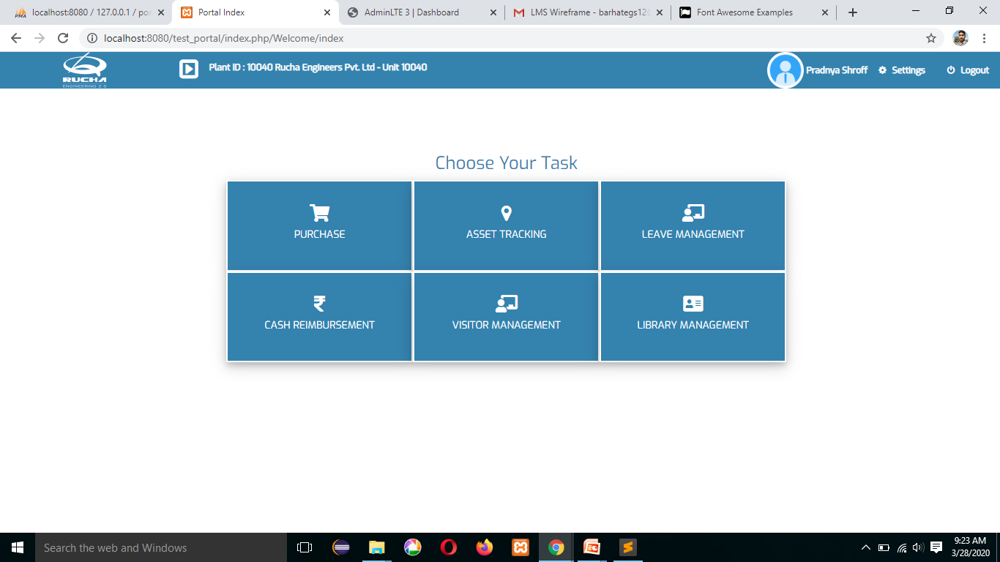 localhost:8080 / 127.0.0.1 / por
Portal Index
AdminLTE 3 | Dashboard
LMS Wireframe - barhategs126
Font Awesome Examples
localhost:8080/test_portal/index.php/Welcome/index
RUCHA
ENGINEERING 2.0
Plant ID : 10040 Rucha Engineers Pvt. Ltd - Unit 10040
Pradnya Shroff
Settings
Logout
Choose Your Task
PURCHASE
ASSET TRACKING
LEAVE MANAGEMENT
CASH REIMBURSEMENT
VISITOR MANAGEMENT
LIBRARY MANAGEMENT
Search the web and Windows
9:23 AM
3/28/2020